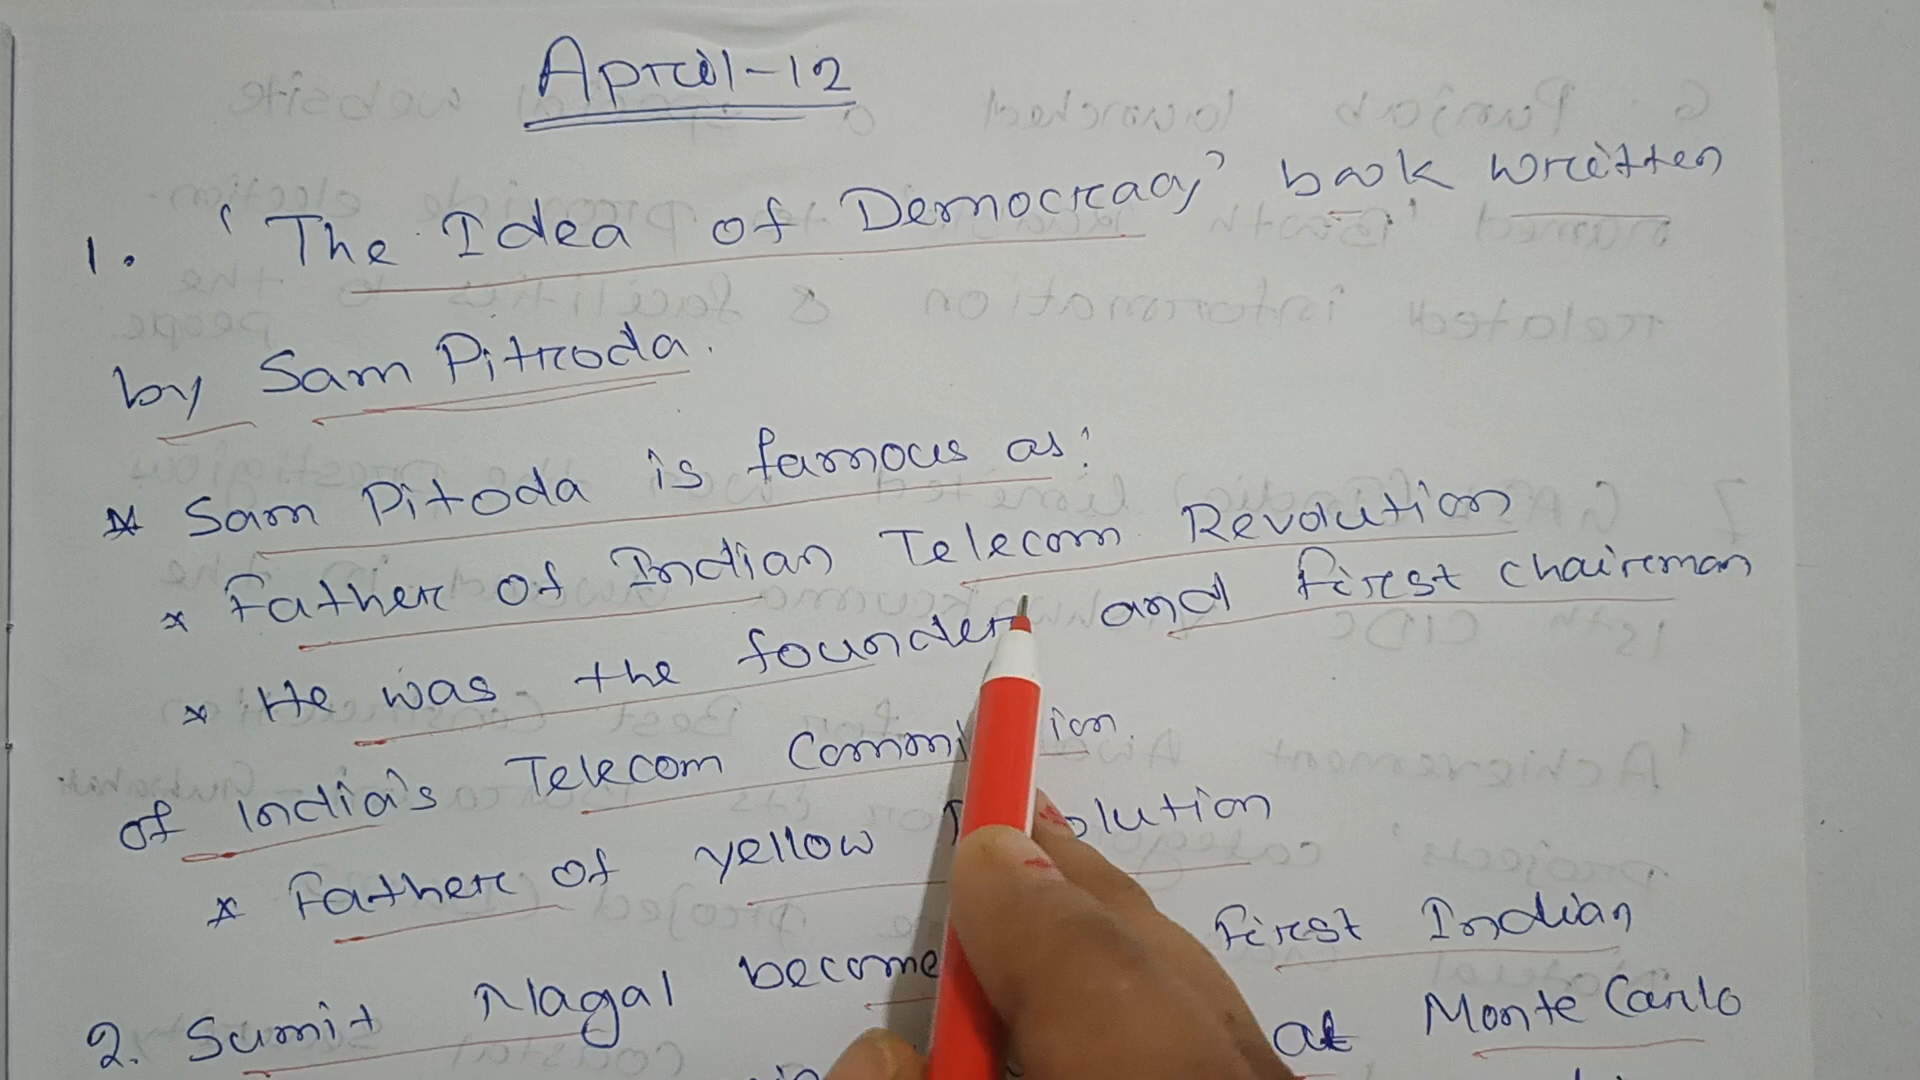 April-12
1. 'The Idea of Democracy' book written
by Sam Pitroda.
* Sam Pitoda is famous as:
* Father of Indian Telecom Revolution
* He was the founder and first chairman
of India's Telecom
* Father of yellow
2. Sumit Nagal become first Indian
at Monte Carlo